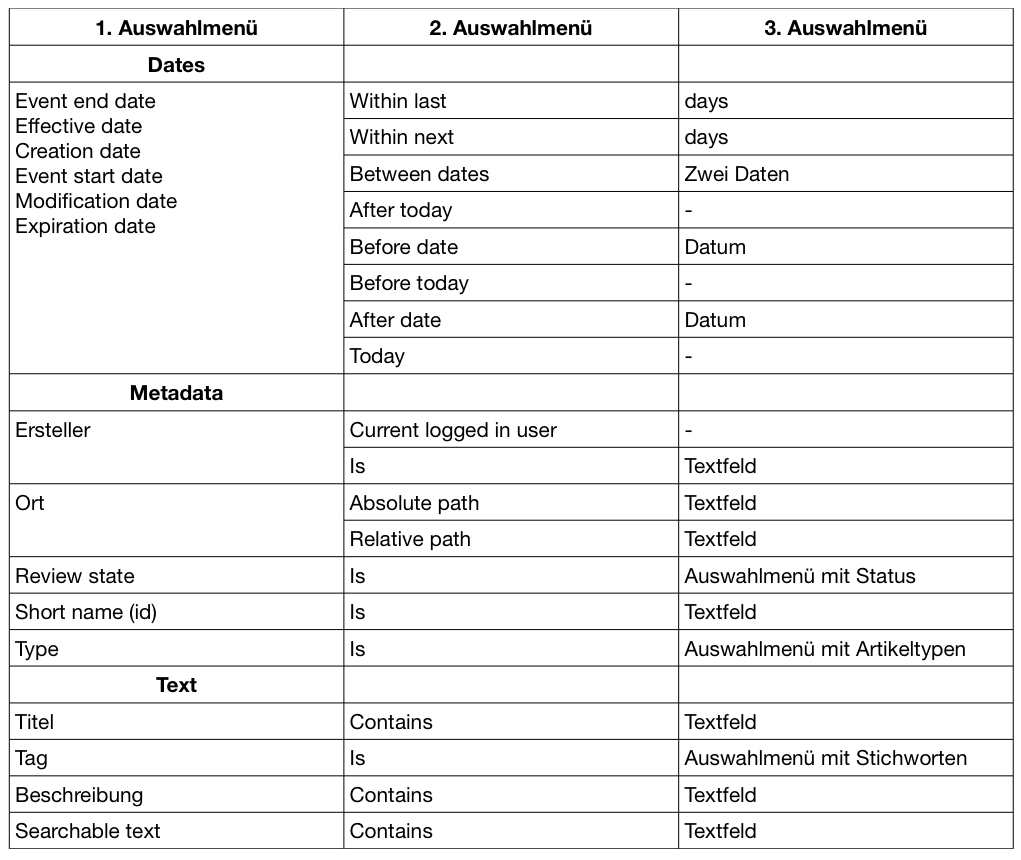 1. Auswahlmenü 2. Auswahlmenü 3. Auswahlmenü
Dates
Event end date Within last days
Effective date
Creation date Within next days
Event start date Between dates Zwei Daten
Modification date
Expiration date After today -
Before date Datum
Before today -
After date Datum
Today -
Metadata
Ersteller Current logged in user -
Is Textfeld
Ort Absolute path Textfeld
Relative path Textfeld
Review state Is Auswahlmenü mit Status
Short name (id) Is Textfeld
Type Is Auswahlmenü mit Artikeltypen
Text
Titel Contains Textfeld
Tag Is Auswahlmenü mit Stichworten
Beschreibung Contains Textfeld
Searchable text Contains Textfeld